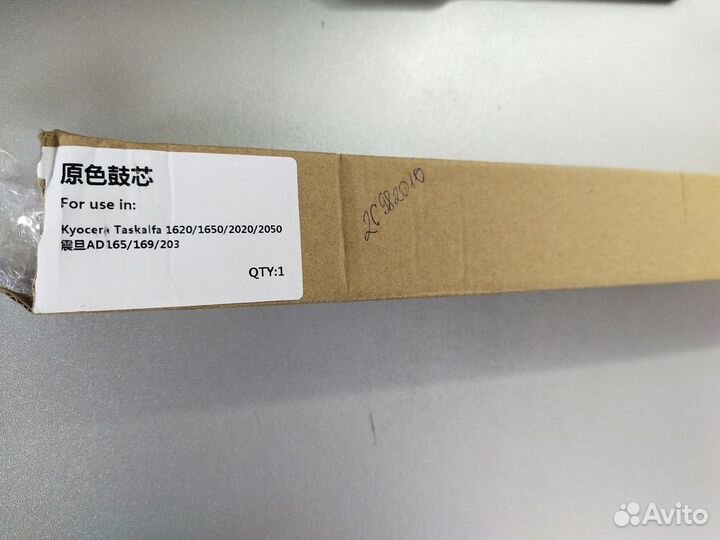 原色鼓芯
For use in:
Kyocera Taskalfa 1620/1650/2020/2050
震旦AD165/169/203
QTY:1
2C982010
Avito